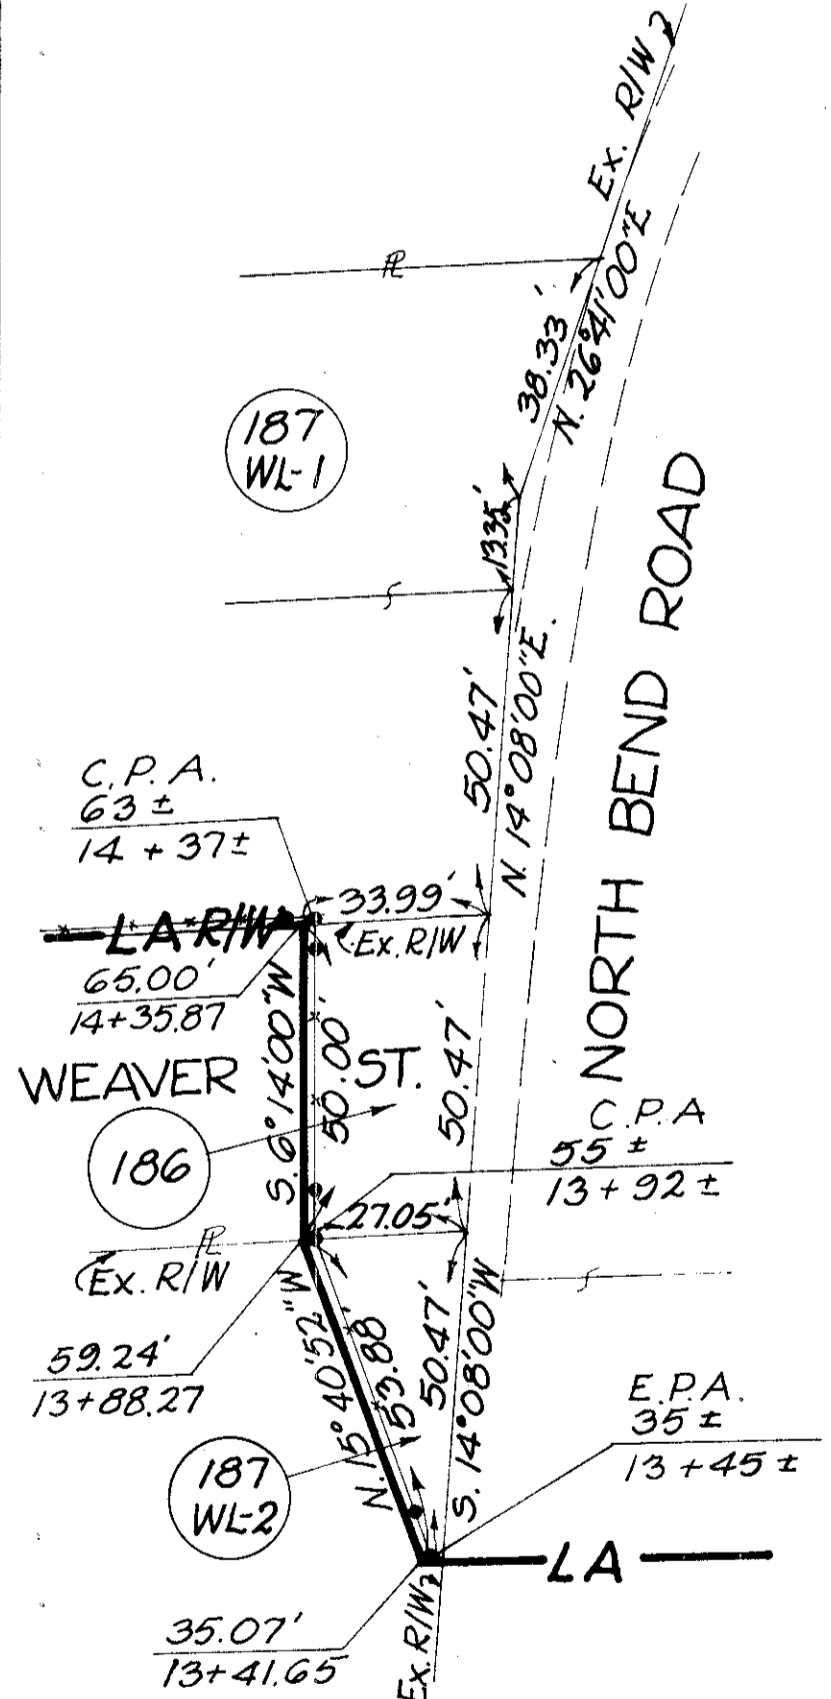 Ex. R/W
PL
38.33'
N. 26°41'00"E
187
WL-1
13.35'
50.47'
N. 14°08'00"E.
NORTH BEND ROAD
C.P.A.
63 ±
14 + 37±
33.99'
LA R/W
Ex. R/W
65.00'
14+35.87
S. 6°14'00"W
50.00'
50.47'
WEAVER ST.
186
C.P.A
55 ±
13 + 92 ±
27.05'
PL
Ex. R/W
59.24'
13+88.27
N. 15°40'52"W
53.88'
50.47'
S. 14°08'00"W
E.P.A.
35 ±
13 + 45 ±
187
WL-2
LA
35.07'
13+41.65
Ex. R/W